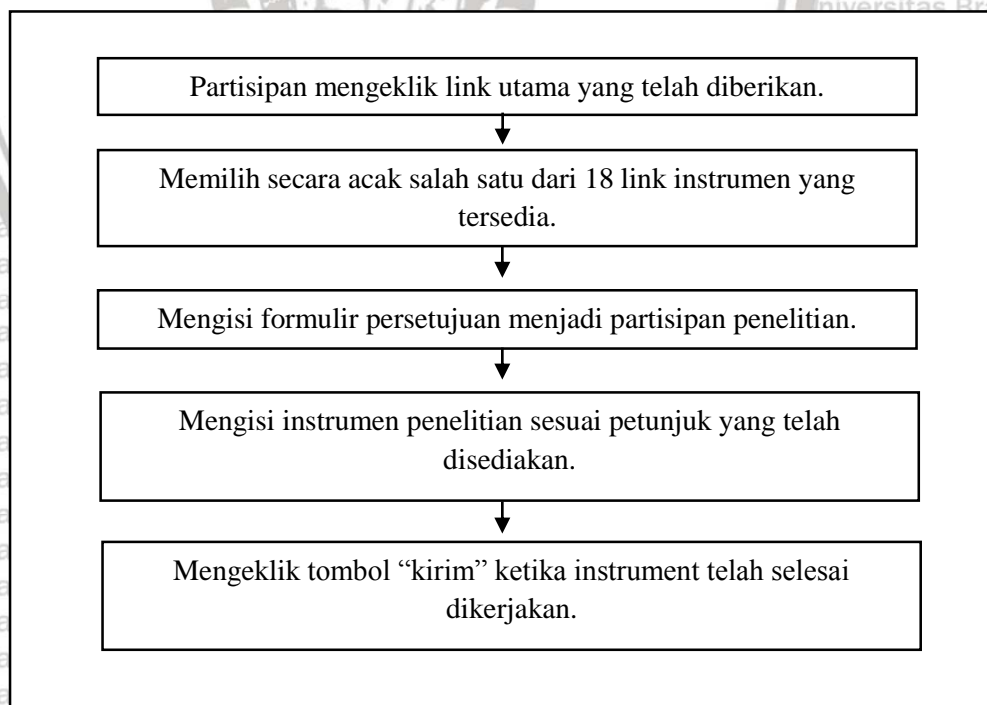 Universitas Bra
Partisipan mengeklik link utama yang telah diberikan.
Memilih secara acak salah satu dari 18 link instrumen yang
tersedia.
Mengisi formulir persetujuan menjadi partisipan penelitian.
Mengisi instrumen penelitian sesuai petunjuk yang telah
disediakan.
Mengeklik tombol “kirim” ketika instrument telah selesai
dikerjakan.